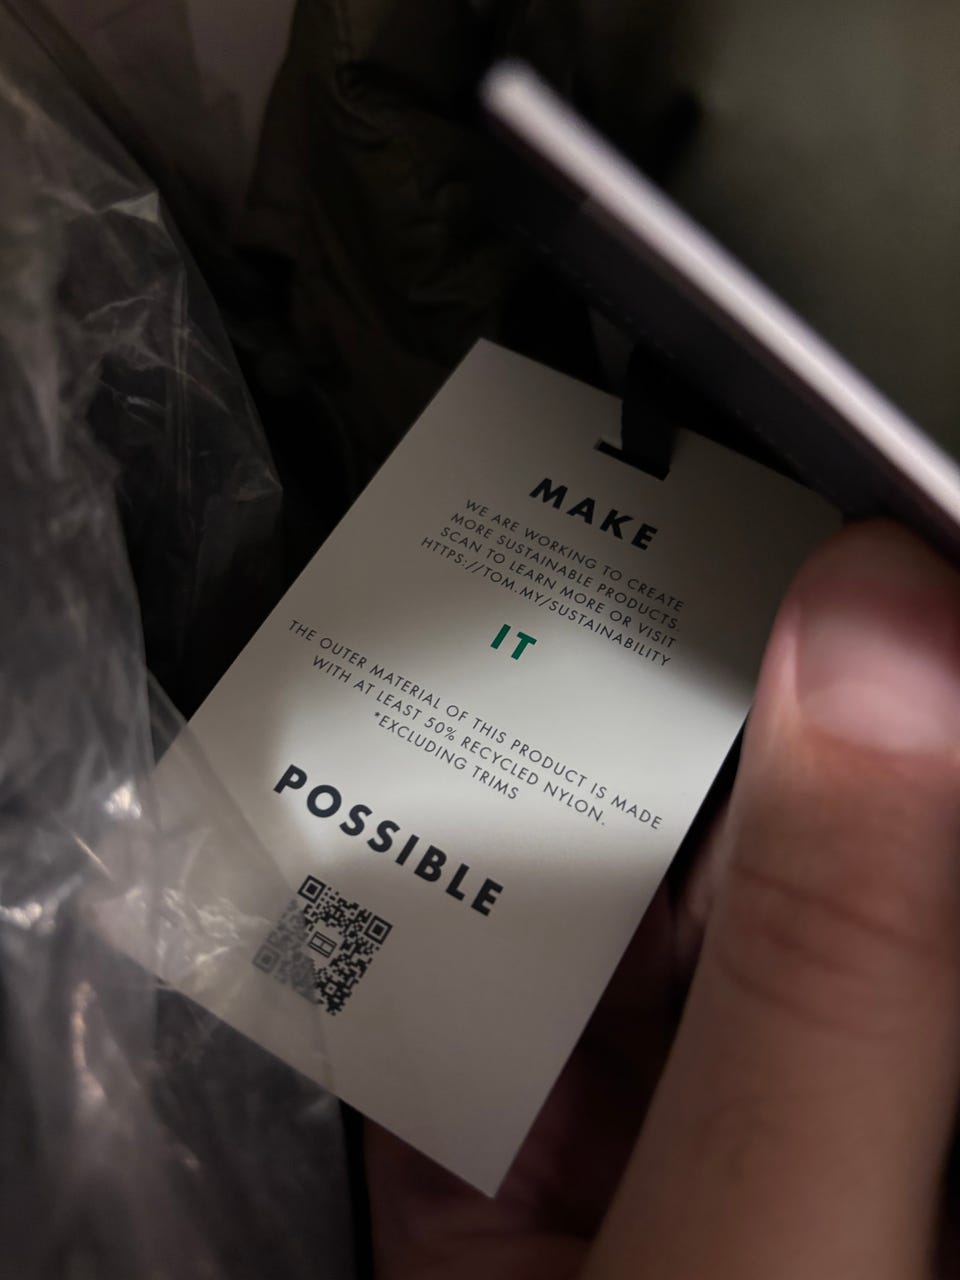 MAKE
WE ARE WORKING TO CREATE
MORE SUSTAINABLE PRODUCTS.
SCAN TO LEARN MORE OR VISIT
HTTPS://TOM.MY/SUSTAINABILITY
IT
THE OUTER MATERIAL OF THIS PRODUCT IS MADE
WITH AT LEAST 50% RECYCLED NYLON.
*EXCLUDING TRIMS
POSSIBLE